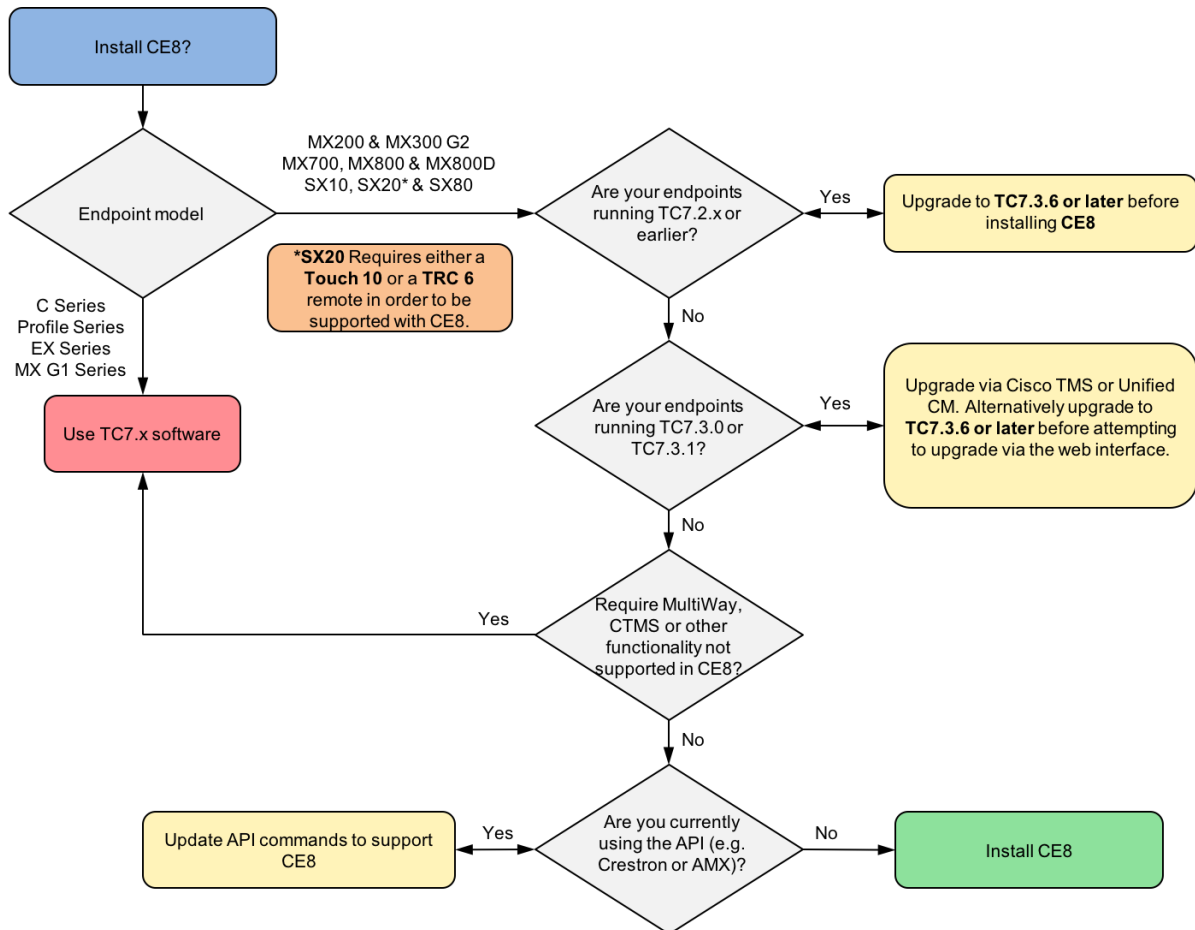 Install CE8?
MX200 & MX300 G2
MX700, MX800 & MX800D
SX10, SX20* & SX80
Endpoint model
Are your endpoints
running TC7.2.x or
earlier?
Yes
Upgrade to TC7.3.6 or later before
installing CE8
*SX20 Requires either a
Touch 10 or a TRC 6
remote in order to be
supported with CE8.
C Series
Profile Series
EX Series
MX G1 Series
No
Use TC7.x software
Are your endpoints
running TC7.3.0 or
TC7.3.1?
Yes
Upgrade via Cisco TMS or Unified
CM. Alternatively upgrade to
TC7.3.6 or later before attempting
to upgrade via the web interface.
No
Yes
Require MultiWay,
CTMS or other
functionality not
supported in CE8?
No
Update API commands to support
CE8
Yes
Are you currently
using the API (e.g.
Crestron or AMX)?
No
Install CE8